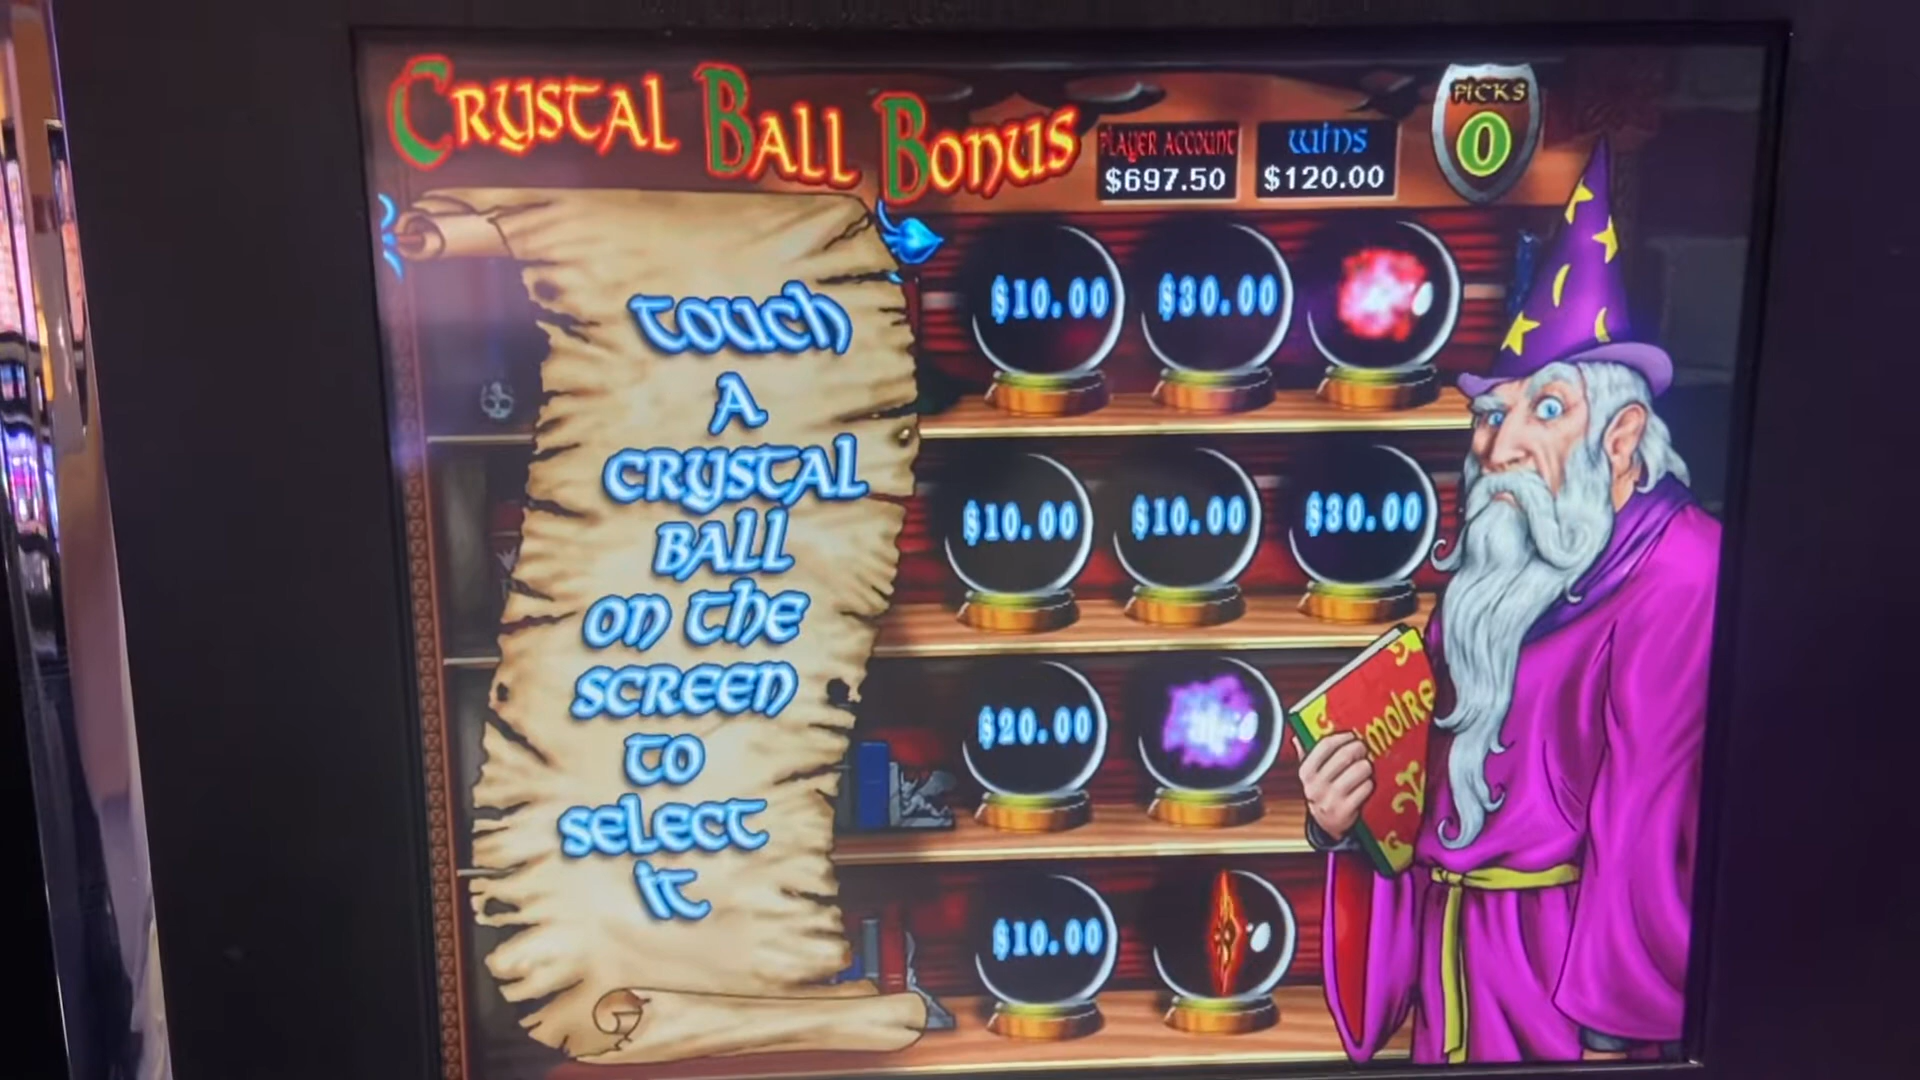 CRYSTAL BALL BONUS
PLAYER ACCOUNT
$697.50
WINS
$120.00
PICKS
0
TOUCH
A
CRYSTAL
BALL
ON THE
SCREEN
TO
SELECT
IT
$10.00 $30.00
$10.00 $10.00 $30.00
$20.00
$10.00